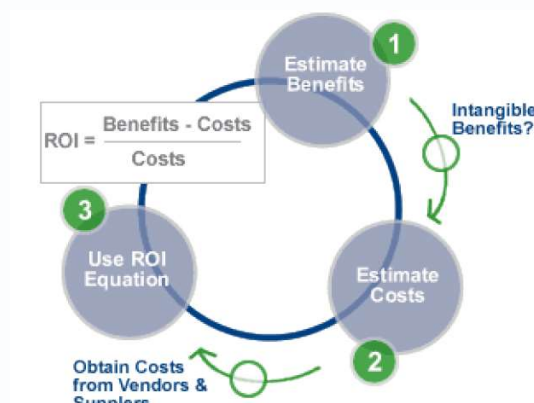 1
Estimate
Benefits
Intangible
Benefits?
ROI = Benefits - Costs
Costs
3
Use ROI
Equation
Estimate
Costs
2
Obtain Costs
from Vendors &
Suppliers